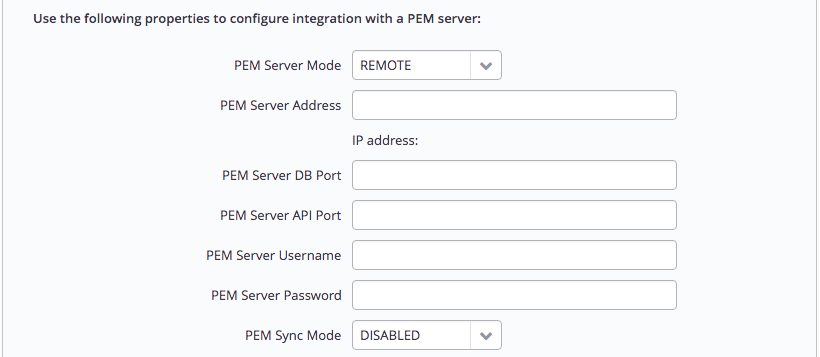 Use the following properties to configure integration with a PEM server:
PEM Server Mode REMOTE
PEM Server Address
IP address:
PEM Server DB Port
PEM Server API Port
PEM Server Username
PEM Server Password
PEM Sync Mode DISABLED